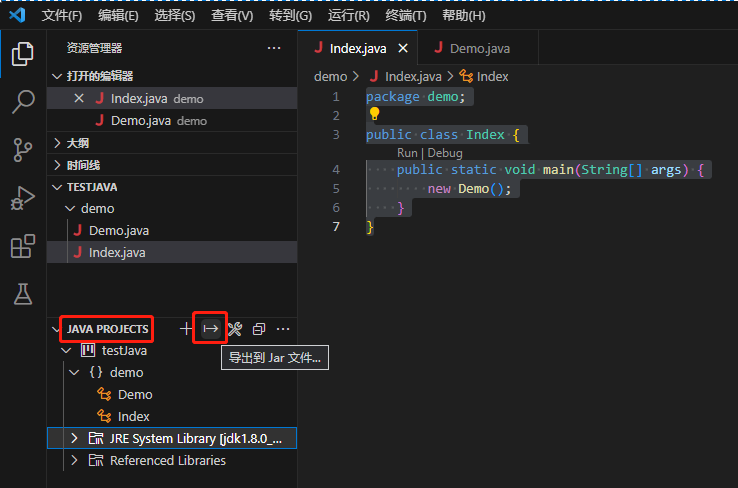 文件(F) 编辑(E) 选择(S) 查看(V) 转到(G) 运行(R) 终端(T) 帮助(H)
资源管理器 ...
打开的编辑器
Index.java demo
Demo.java demo
大纲
时间线
TESTJAVA
demo
Demo.java
Index.java
JAVA PROJECTS ...
导出到 Jar 文件...
testJava
{} demo
Demo
Index
JRE System Library [jdk1.8.0_...
Referenced Libraries
Index.java Demo.java
demo > Index.java > Index
1 package demo;
2
3 public class Index {
Run | Debug
4 public static void main(String[] args) {
5 new Demo();
6 }
7 }